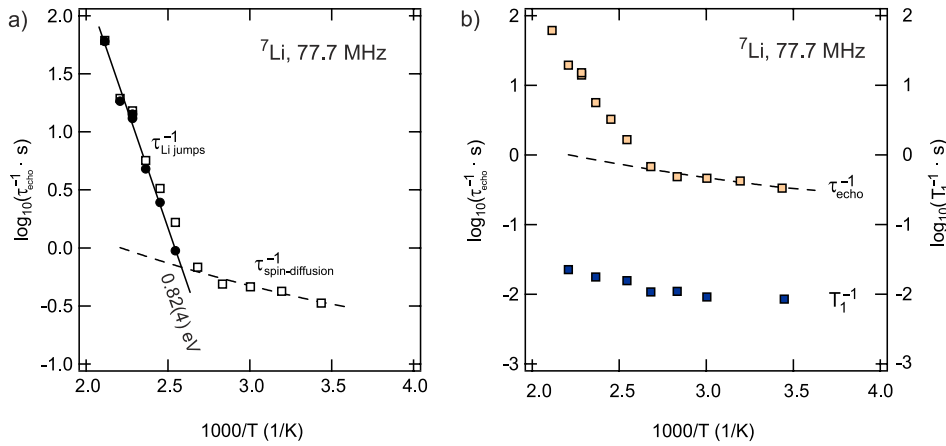 a)
⁷Li, 77.7 MHz
2.0
1.5
1.0
0.5
0.0
-0.5
-1.0
log₁₀(τ⁻¹echo · s)
τ⁻¹Li jumps
τ⁻¹spin-diffusion
0.82(4) eV
2.0 2.5 3.0 3.5 4.0
1000/T (1/K)
b)
⁷Li, 77.7 MHz
2
1
0
-1
-2
-3
log₁₀(τ⁻¹echo · s)
τ⁻¹echo
T₁⁻¹
2
1
0
-1
-2
-3
log₁₀(T₁⁻¹ · s)
2.0 2.5 3.0 3.5 4.0
1000/T (1/K)